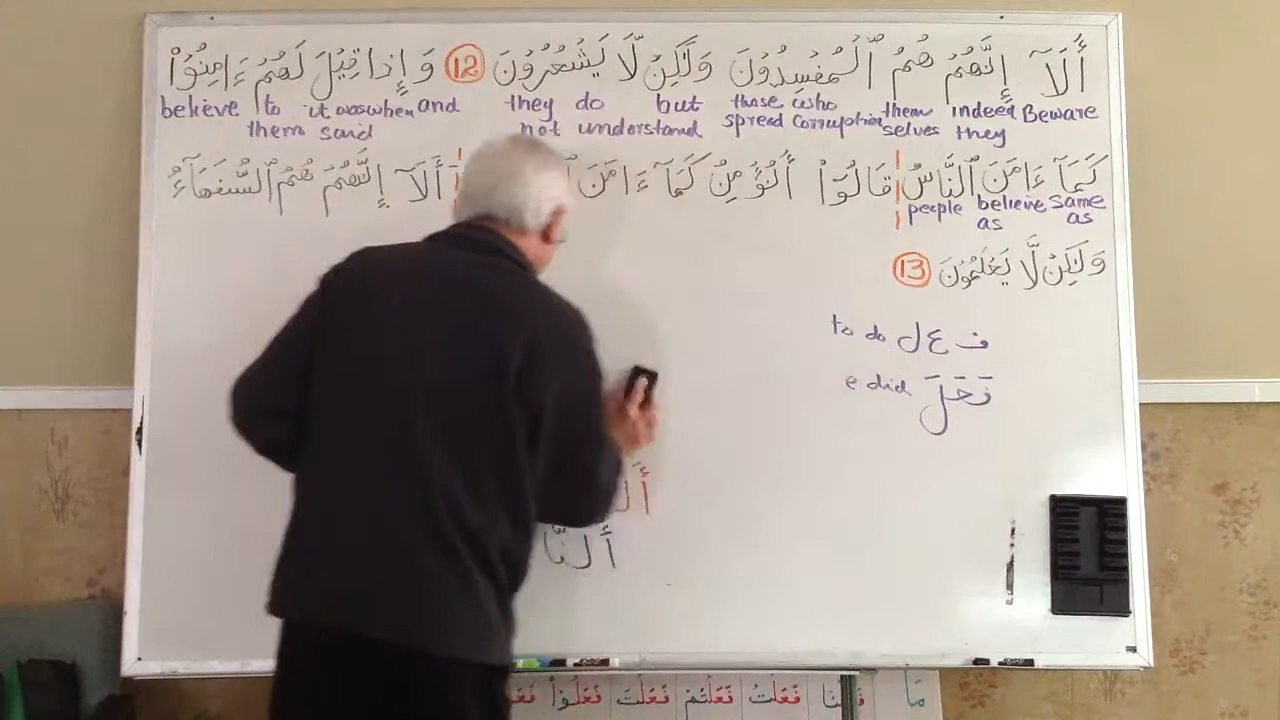 أَلَآ إِنَّهُمْ هُمُ ٱلْمُفْسِدُونَ وَلَٰكِنْ لَّا يَشْعُرُونَ 12 وَإِذَا قِيْلَ لَهُمْ ءَامِنُوْا۟
believe to it was when and they do but those who them indeed Beware
them said not understand spread corruption selves they
كَمَآ ءَامَنَ ٱلنَّاسُ قَالُوْا۟ أَنُؤْمِنُ كَمَآ ءَامَنَ أَلَآ إِنَّهُمْ هُمُ ٱلسُّفَهَآءُ
people believe same
as as
وَلَٰكِنْ لَّا يَعْلَمُونَ 13
to do ف ع ل
e did فَعَلَ
فَعَلْتُ فَعَلْتُمْ فَعَلْتَ فَعَلُوْا مَا